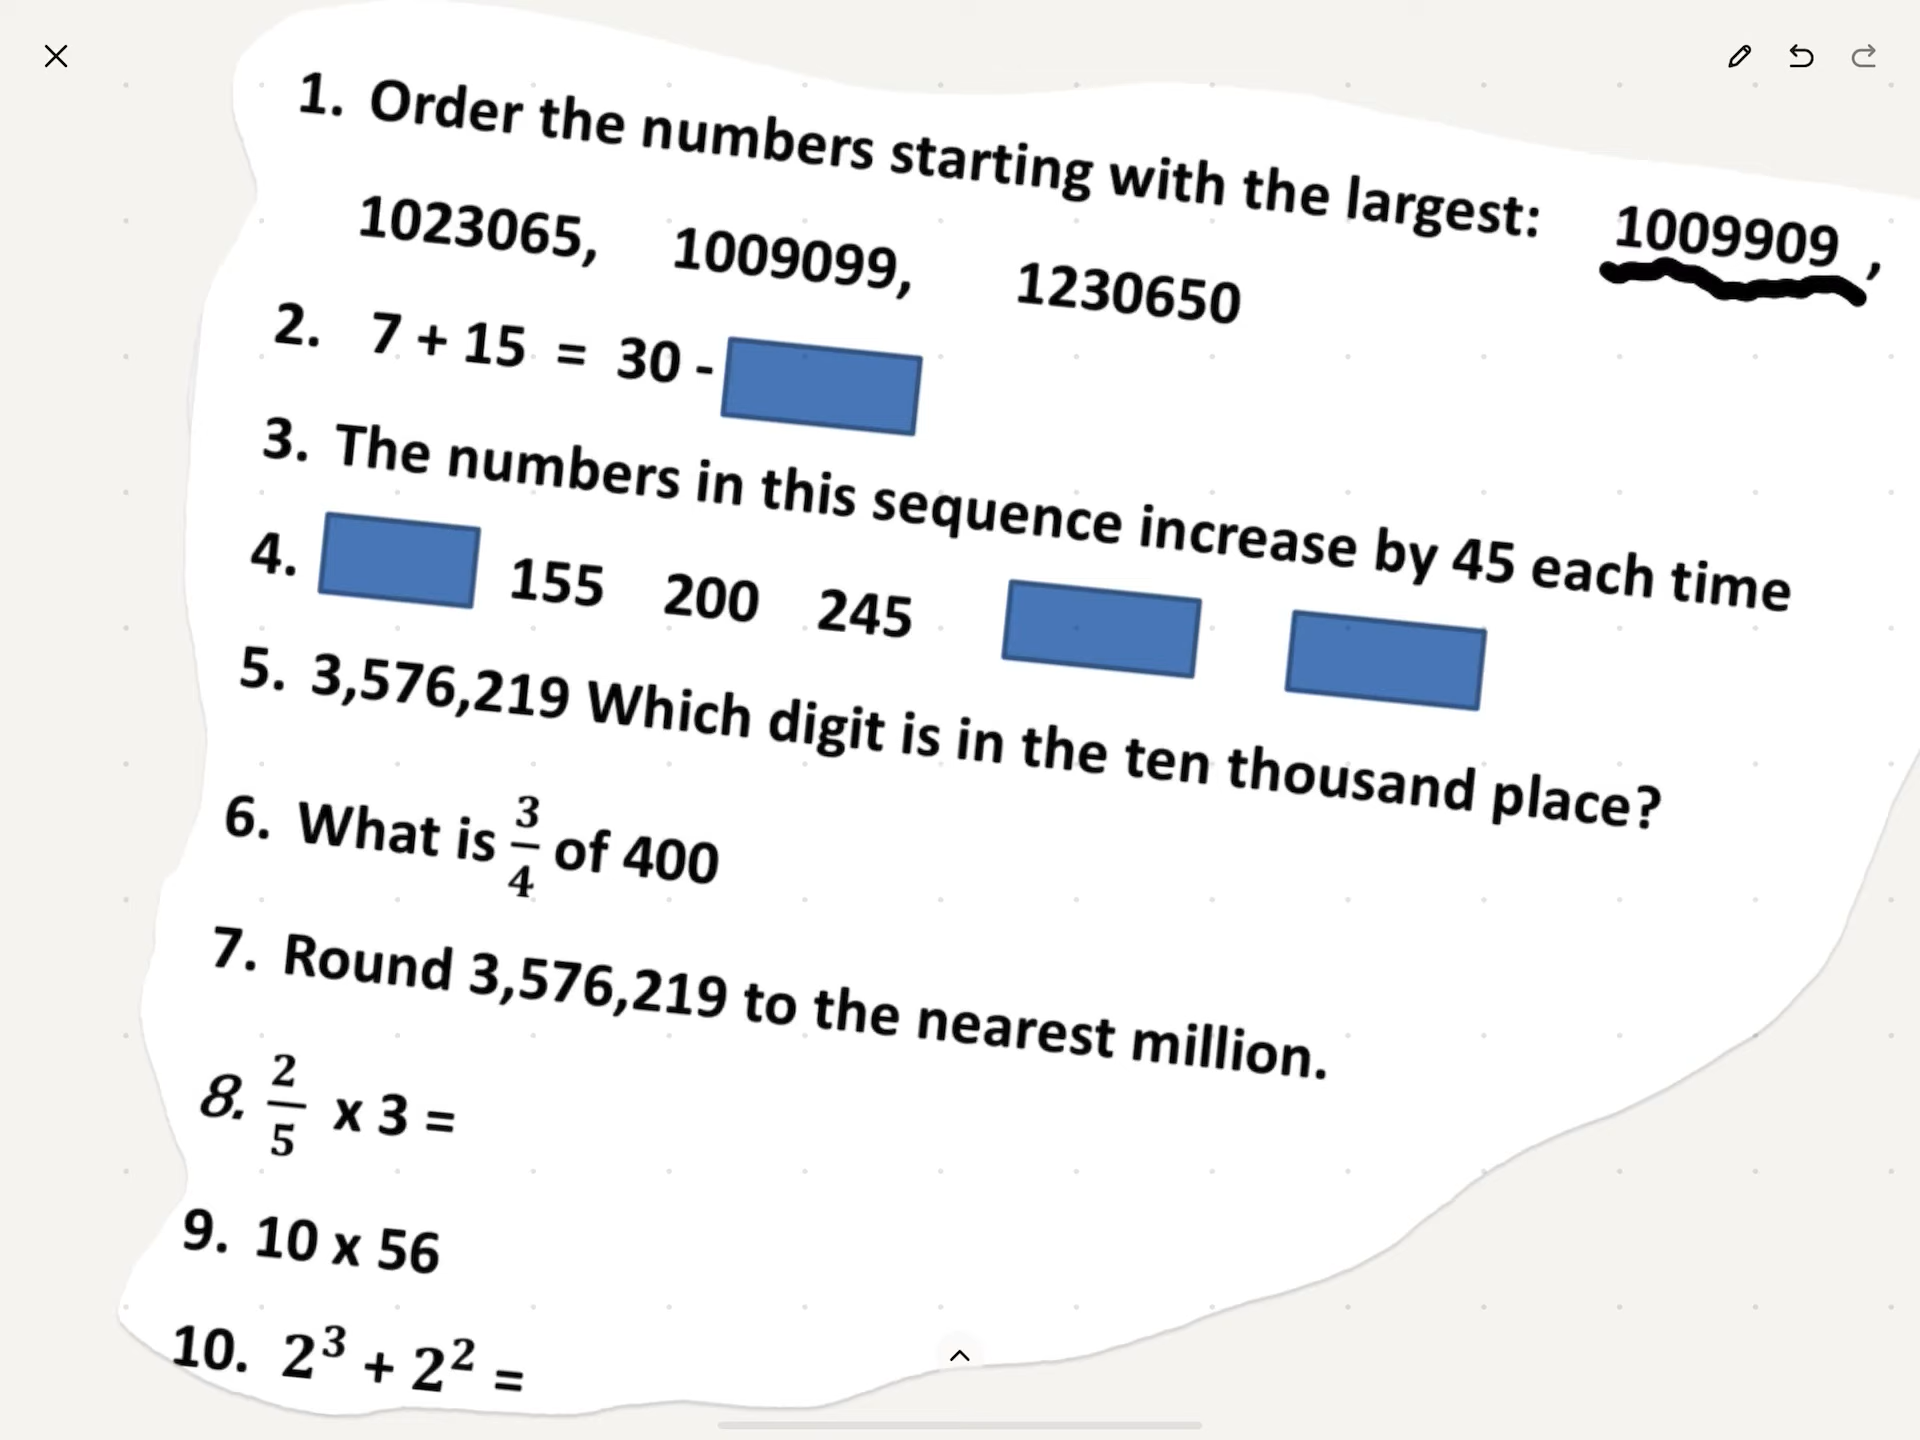 1. Order the numbers starting with the largest: 1009909 ,
1023065, 1009099, 1230650
2. 7 + 15 = 30 -
3. The numbers in this sequence increase by 45 each time
4. 155 200 245
5. 3,576,219 Which digit is in the ten thousand place?
6. What is 3/4 of 400
7. Round 3,576,219 to the nearest million.
8. 2/5 x 3 =
9. 10 x 56
10. 2³ + 2² =